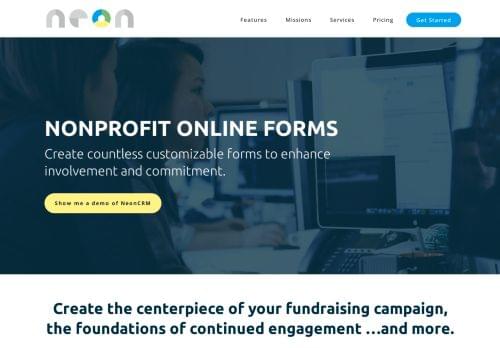 neon
Features Missions Services Pricing Get Started
NONPROFIT ONLINE FORMS
Create countless customizable forms to enhance
involvement and commitment.
Show me a demo of NeonCRM
Create the centerpiece of your fundraising campaign,
the foundations of continued engagement ...and more.